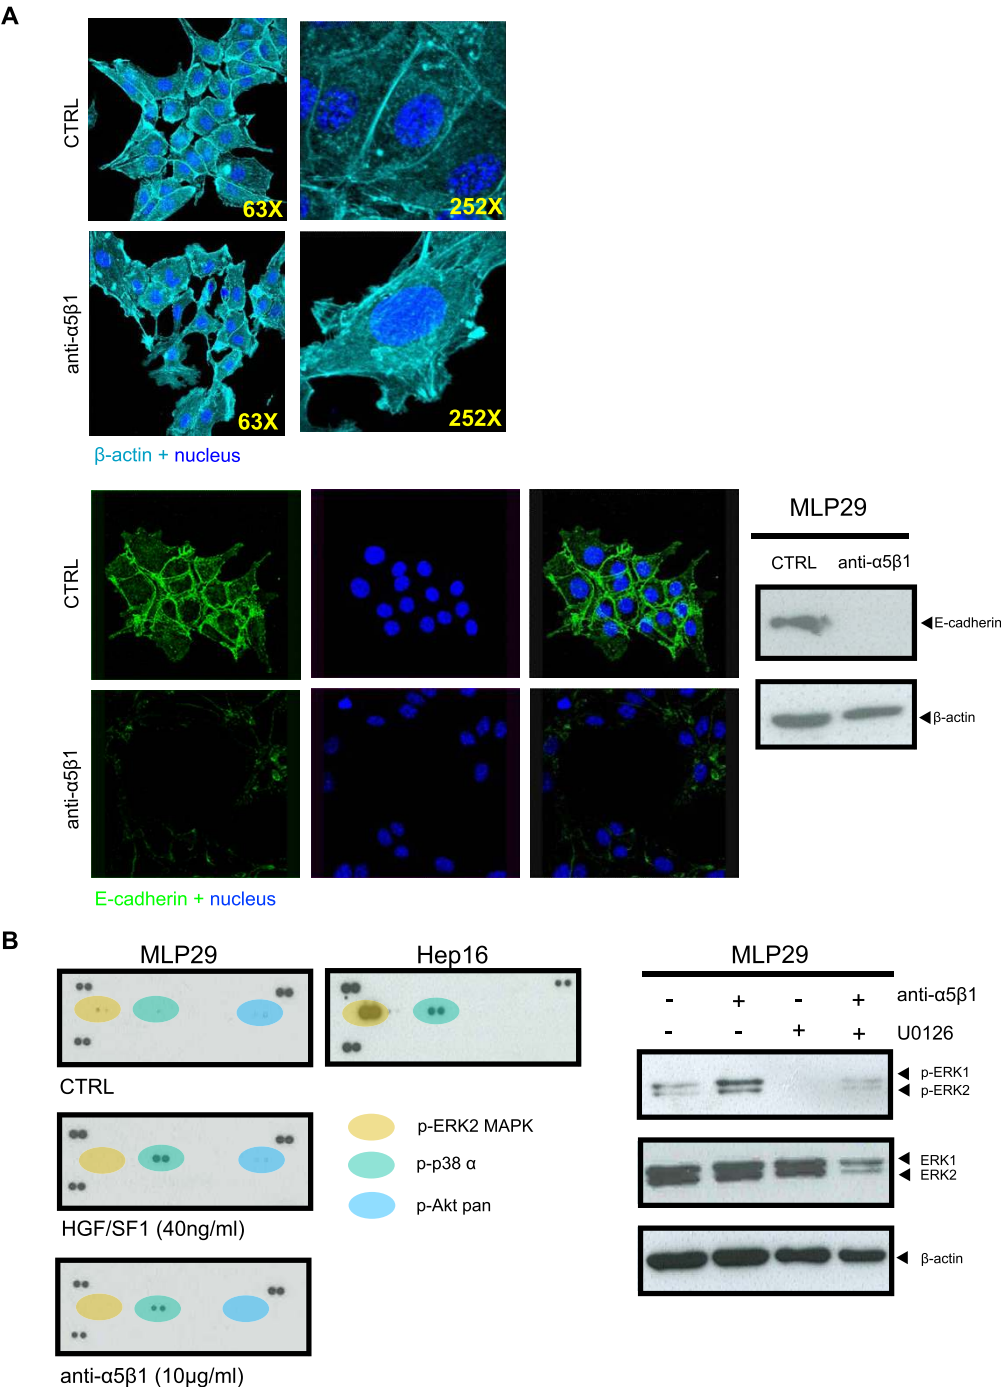 A
CTRL
63X
252X
anti-α5β1
63X
252X
β-actin + nucleus
CTRL
anti-α5β1
E-cadherin + nucleus
MLP29
CTRL anti-α5β1
E-cadherin
β-actin
B
MLP29
CTRL
HGF/SF1 (40ng/ml)
anti-α5β1 (10µg/ml)
Hep16
p-ERK2 MAPK
p-p38 α
p-Akt pan
MLP29
- + - + anti-α5β1
- - + + U0126
p-ERK1
p-ERK2
ERK1
ERK2
β-actin